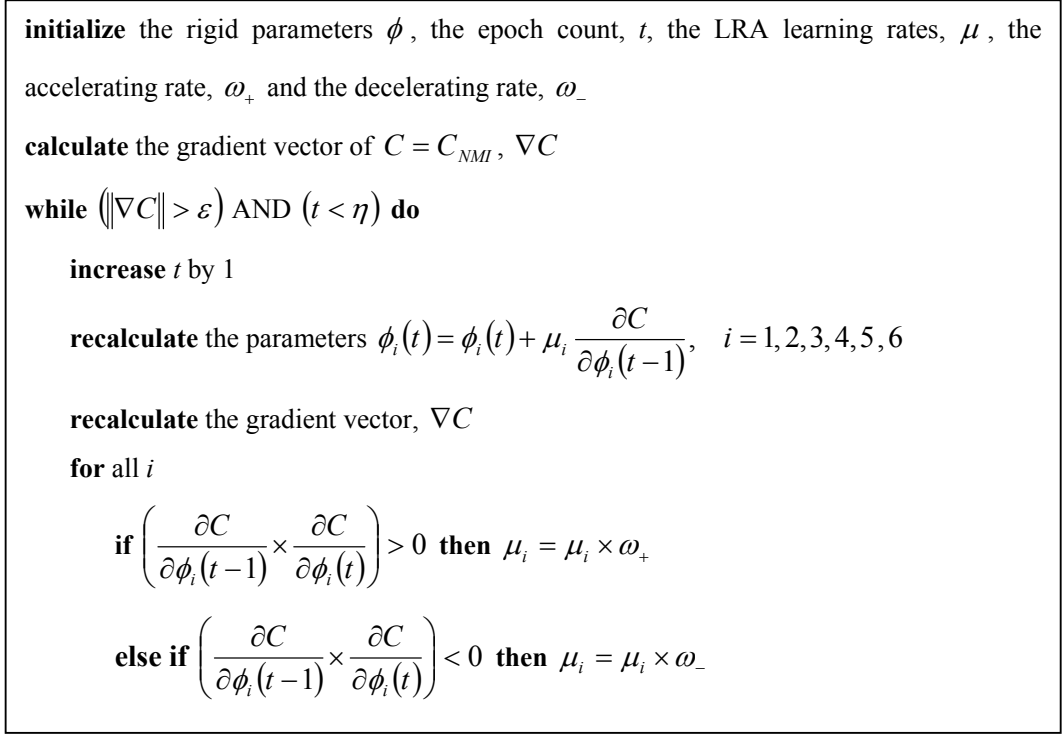 initialize the rigid parameters ϕ , the epoch count, t, the LRA learning rates, μ , the
accelerating rate, ω₊ and the decelerating rate, ω₋
calculate the gradient vector of C = C_NMI , ∇C
while (‖∇C‖ > ε) AND (t < η) do
increase t by 1
recalculate the parameters ϕᵢ(t) = ϕᵢ(t) + μᵢ ∂C/∂ϕᵢ(t−1), i = 1, 2, 3, 4, 5, 6
recalculate the gradient vector, ∇C
for all i
if (∂C/∂ϕᵢ(t−1) × ∂C/∂ϕᵢ(t)) > 0 then μᵢ = μᵢ × ω₊
else if (∂C/∂ϕᵢ(t−1) × ∂C/∂ϕᵢ(t)) < 0 then μᵢ = μᵢ × ω₋